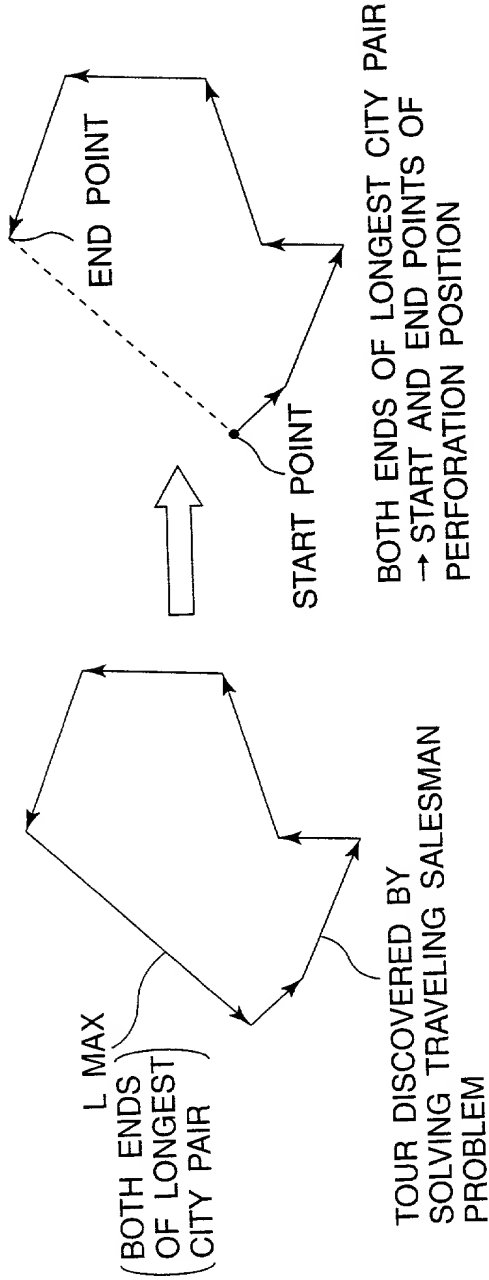 L MAX
BOTH ENDS
OF LONGEST
CITY PAIR
TOUR DISCOVERED BY
SOLVING TRAVELING SALESMAN
PROBLEM
START POINT
END POINT
BOTH ENDS OF LONGEST CITY PAIR
→ START AND END POINTS OF
PERFORATION POSITION